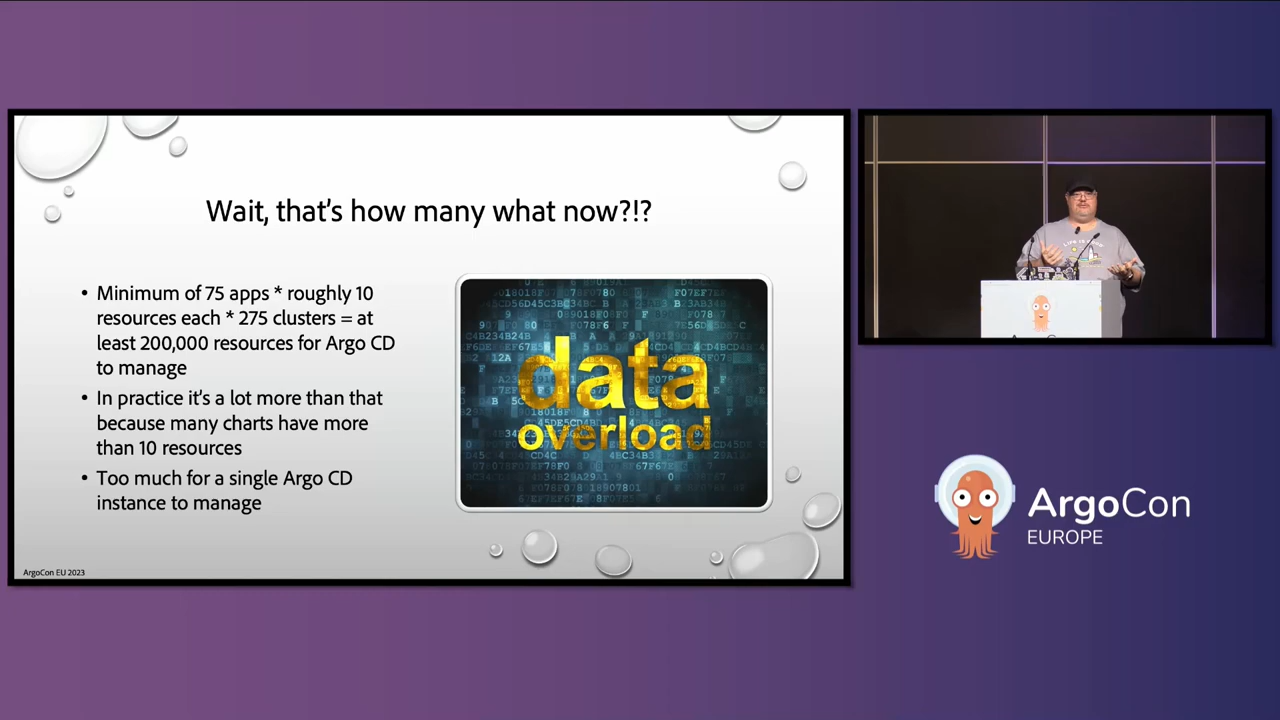 Wait, that's how many what now?!?
• Minimum of 75 apps * roughly 10
resources each * 275 clusters = at
least 200,000 resources for Argo CD
to manage
• In practice it's a lot more than that
because many charts have more
than 10 resources
• Too much for a single Argo CD
instance to manage
data
overload
ArgoCon EU 2023
LIFE IS GOOD
ArgoCon
EUROPE